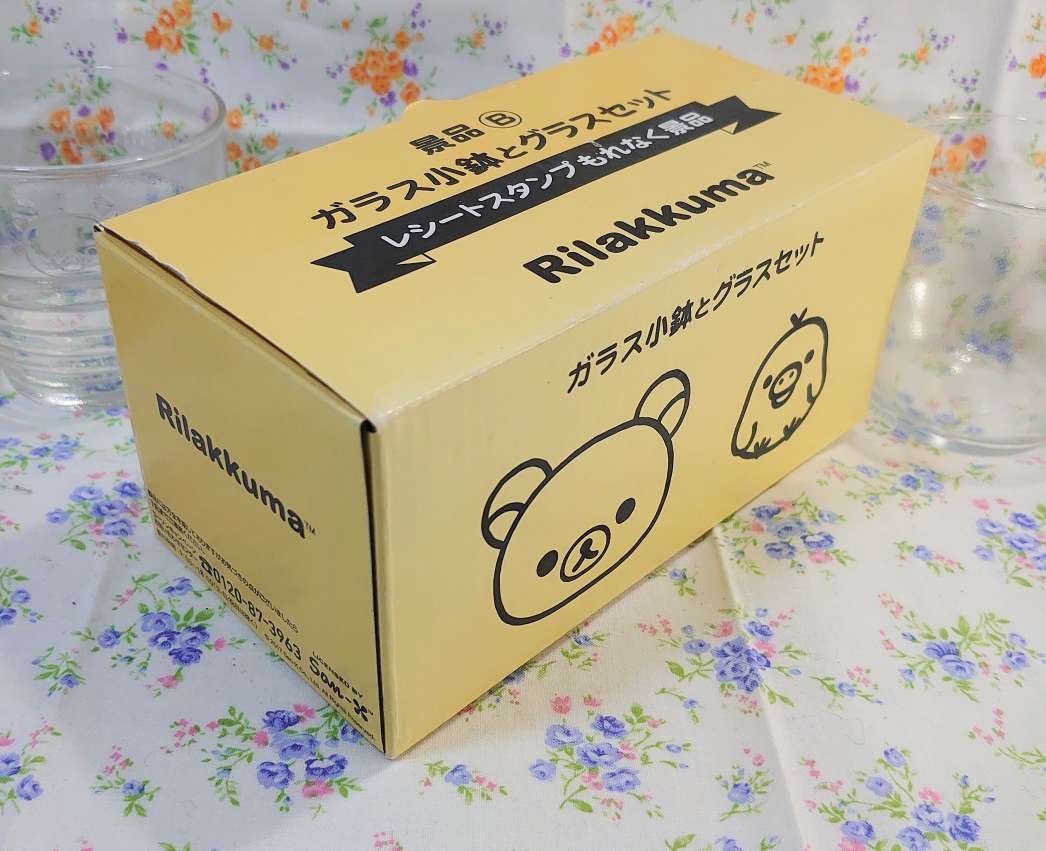 景品 Ⓑ
ガラス小鉢とグラスセット
レシートスタンプ もれなく景品
Rilakkuma™
ガラス小鉢とグラスセット
Rilakkuma™
☎0120-87-3963
LICENSED BY
San-X™